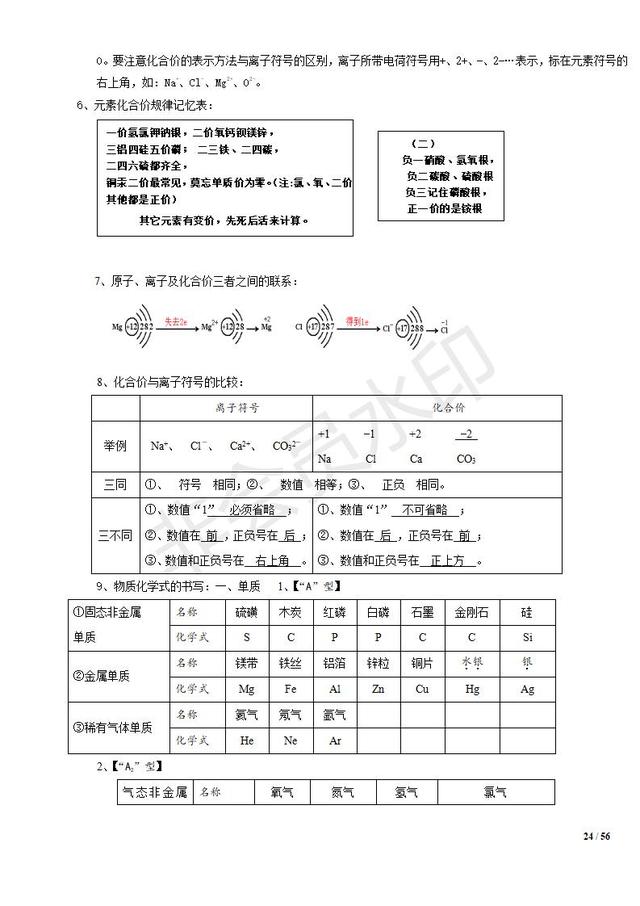 0。要注意化合价的表示方法与离子符号的区别,离子所带电荷符号用+、2+、-、2-…表示,标在元素符号的
右上角,如:Na⁺、Cl⁻、Mg²⁺、O²⁻。
6、元素化合价规律记忆表:
一价氢氯钾钠银,二价氧钙钡镁锌,
三铝四硅五价磷; 二三铁、二四碳,
二四六硫都齐全,
铜汞二价最常见,莫忘单质价为零。(注:氯、氧、二价
其他都是正价)
其它元素有变价,先死后活来计算。
(二)
负一硝酸、氢氧根,
负二碳酸、硫酸根
负三记住磷酸根,
正一价的是铵根
7、原子、离子及化合价三者之间的联系:
Mg +12 2 8 2 失去2e Mg²⁺ +12 2 8 +2 Mg Cl +17 2 8 7 得到1e Cl⁻ +17 2 8 8 -1 Cl
8、化合价与离子符号的比较:
离子符号 化合价
举例 Na⁺、 Cl⁻、 Ca²⁺、 CO₃²⁻ +1 -1 +2 -2
Na Cl Ca CO₃
三同 ①、 符号 相同;②、 数值 相等;③、 正负 相同。
三不同 ①、数值“1” 必须省略 ; ①、数值“1” 不可省略 ;
②、数值在 前 ,正负号在 后 ; ②、数值在 后 ,正负号在 前 ;
③、数值和正负号在 右上角 。 ③、数值和正负号在 正上方 。
9、物质化学式的书写:一、单质 1、【“A”型】
①固态非金属 名称 硫磺 木炭 红磷 白磷 石墨 金刚石 硅
单质 化学式 S C P P C C Si
②金属单质 名称 镁带 铁丝 铝箔 锌粒 铜片 水银 银
化学式 Mg Fe Al Zn Cu Hg Ag
③稀有气体单质 名称 氦气 氖气 氩气
化学式 He Ne Ar
2、【“A₂”型】
气态非金属 名称 氧气 氮气 氢气 氯气
24 / 56
非会员水印